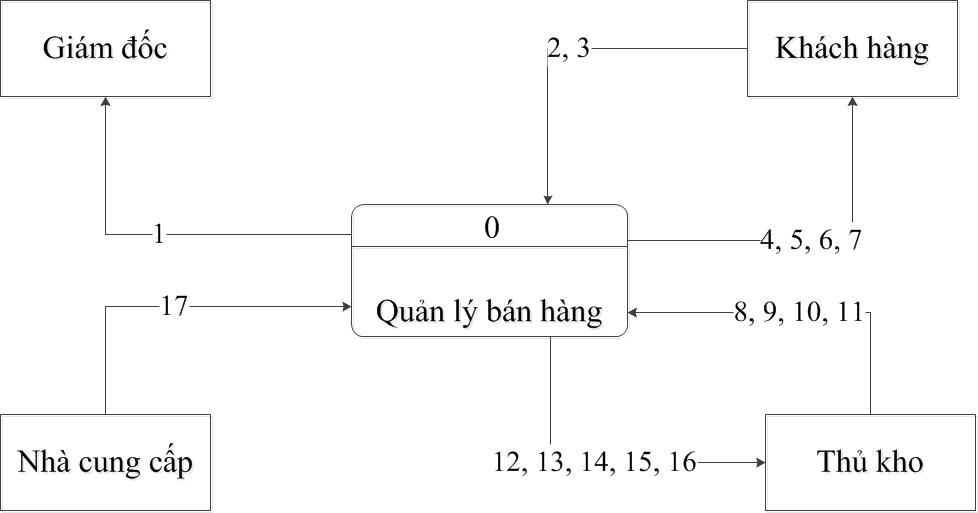 Giám đốc
2, 3
Khách hàng
0
1
4, 5, 6, 7
17
Quản lý bán hàng
8, 9, 10, 11
Nhà cung cấp
12, 13, 14, 15, 16
Thủ kho